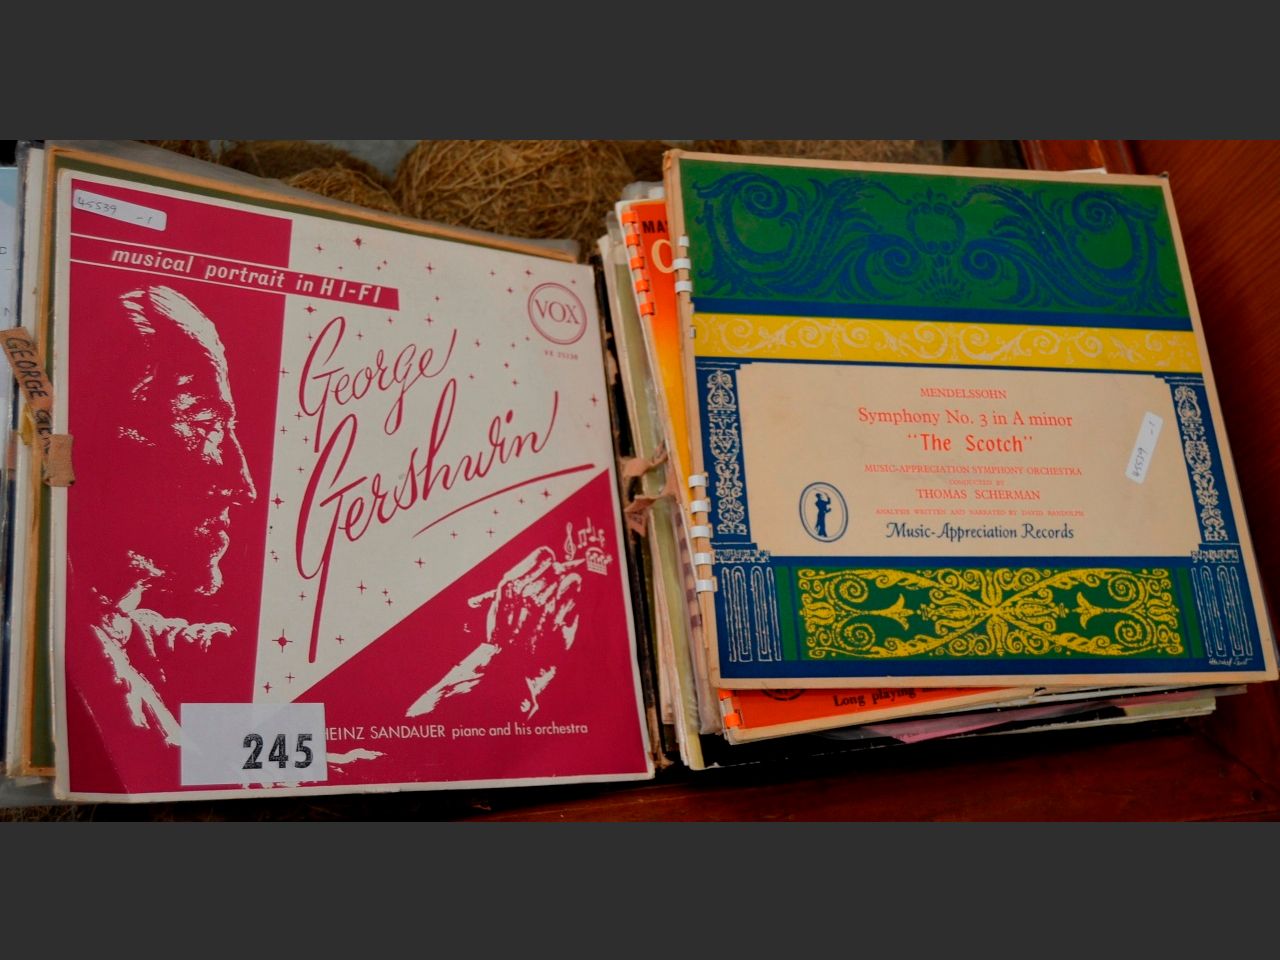 45539 -1
musical portrait in HI-FI
VOX
George
Gershwin
HEINZ SANDAUER piano and his orchestra
245
GEORGE
MENDELSSOHN
Symphony No. 3 in A minor
"The Scotch"
MUSIC-APPRECIATION SYMPHONY ORCHESTRA
CONDUCTED BY
THOMAS SCHERMAN
ANALYSIS WRITTEN AND NARRATED BY DAVID RANDOLPH
Music-Appreciation Records
45539 -1
Long playing